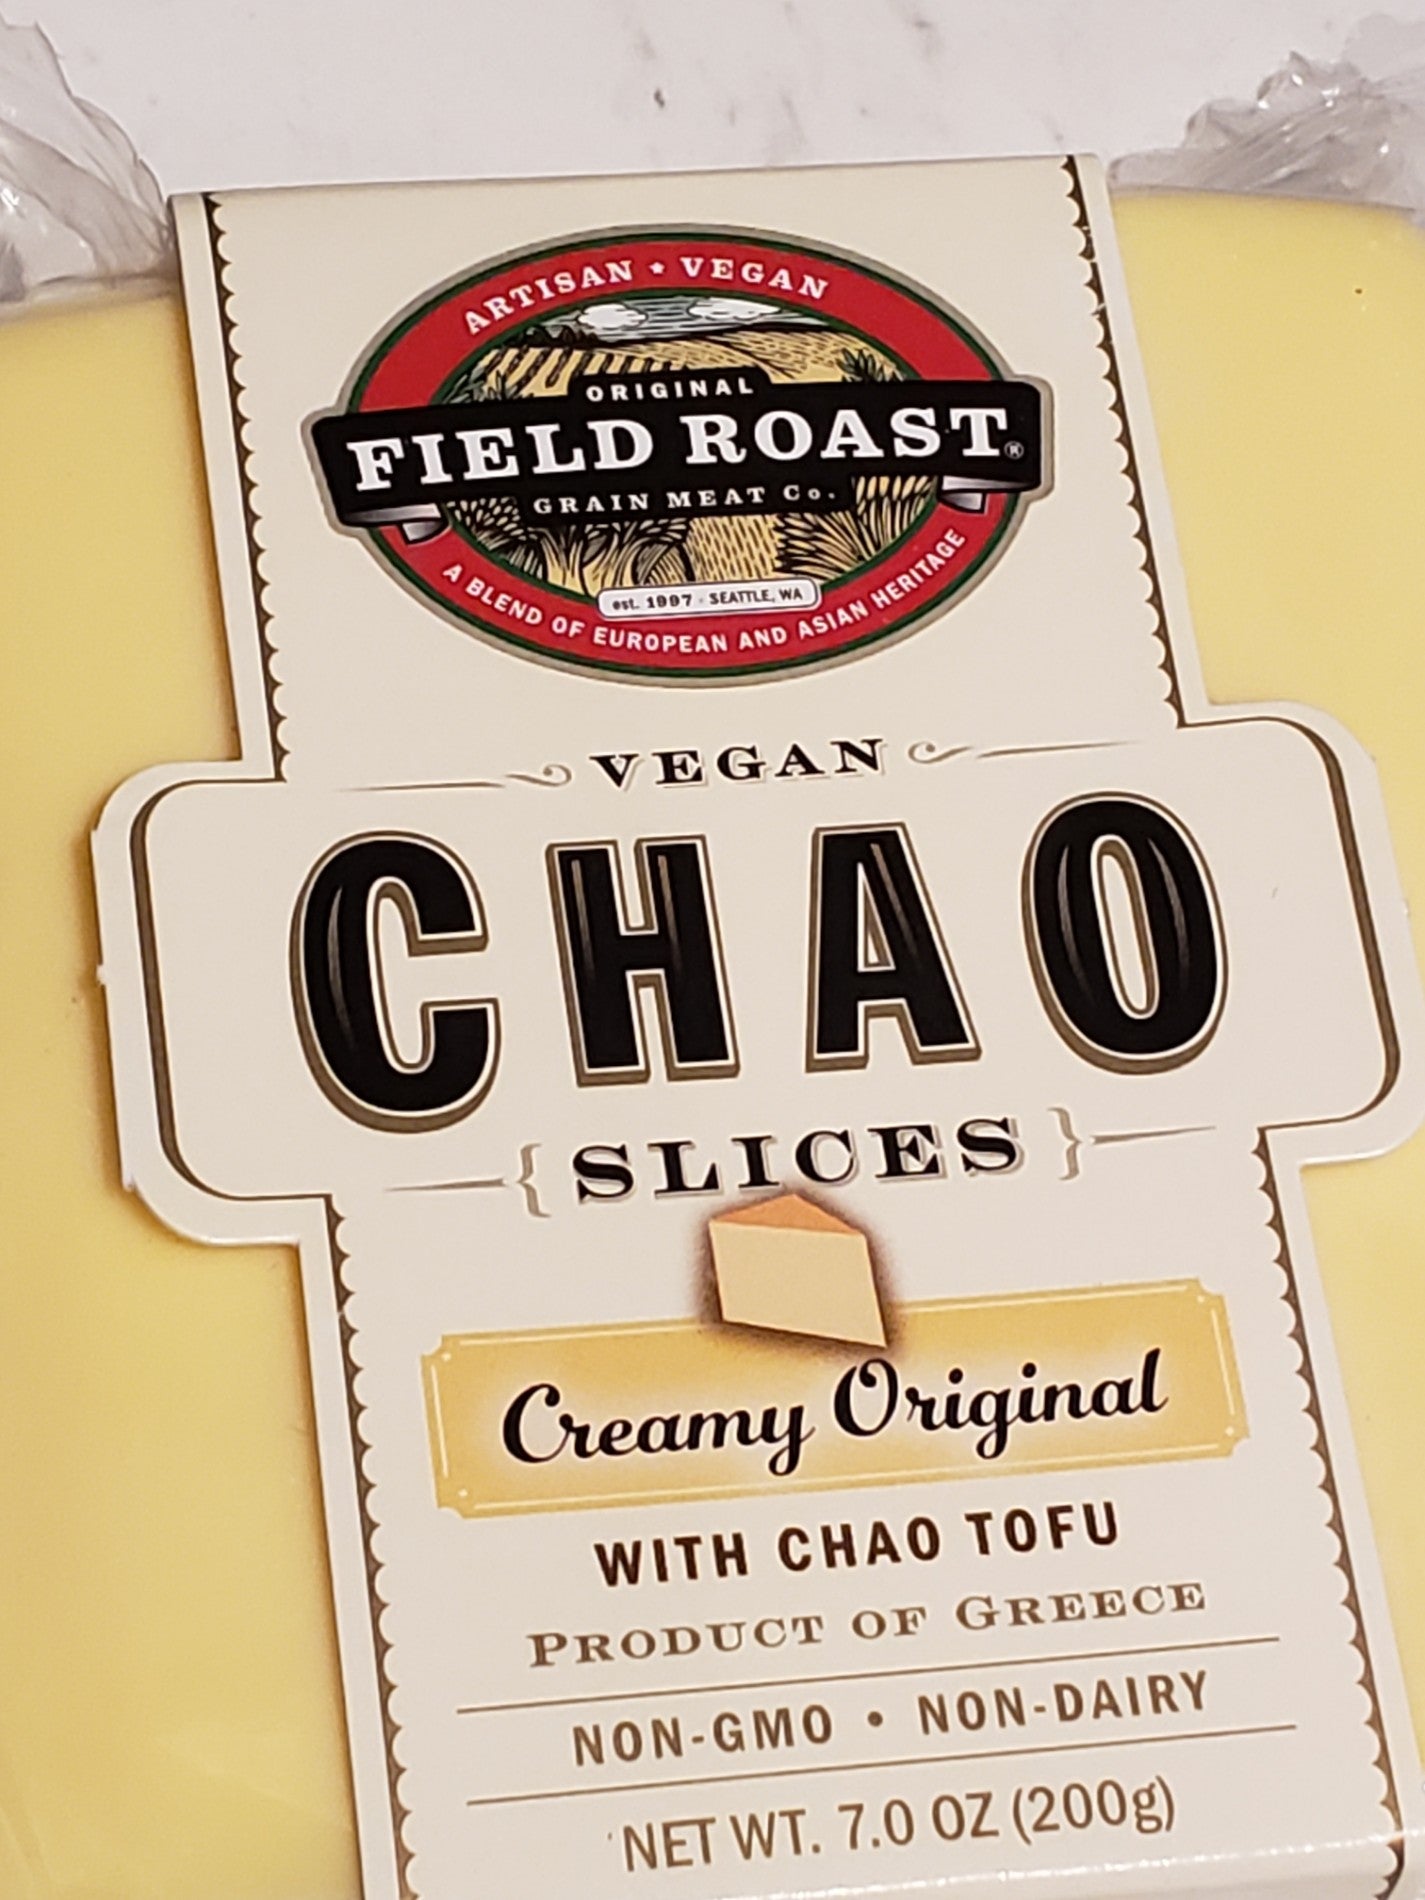 ARTISAN ★ VEGAN
ORIGINAL
FIELD ROAST®
GRAIN MEAT Co.
est. 1997 · SEATTLE, WA
A BLEND OF EUROPEAN AND ASIAN HERITAGE
VEGAN
CHAO
{SLICES}
Creamy Original
WITH CHAO TOFU
PRODUCT OF GREECE
NON-GMO • NON-DAIRY
NET WT. 7.0 OZ (200g)